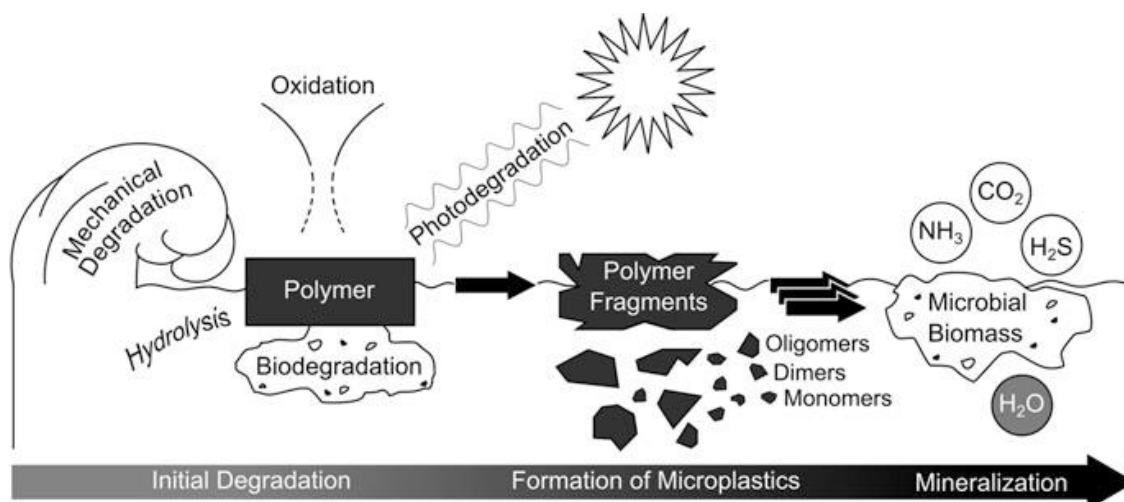 Oxidation
Mechanical
Degradation
Photodegradation
Hydrolysis
Polymer
Biodegradation
Polymer
Fragments
Oligomers
Dimers
Monomers
CO₂
NH₃
H₂S
Microbial
Biomass
H₂O
Initial Degradation
Formation of Microplastics
Mineralization